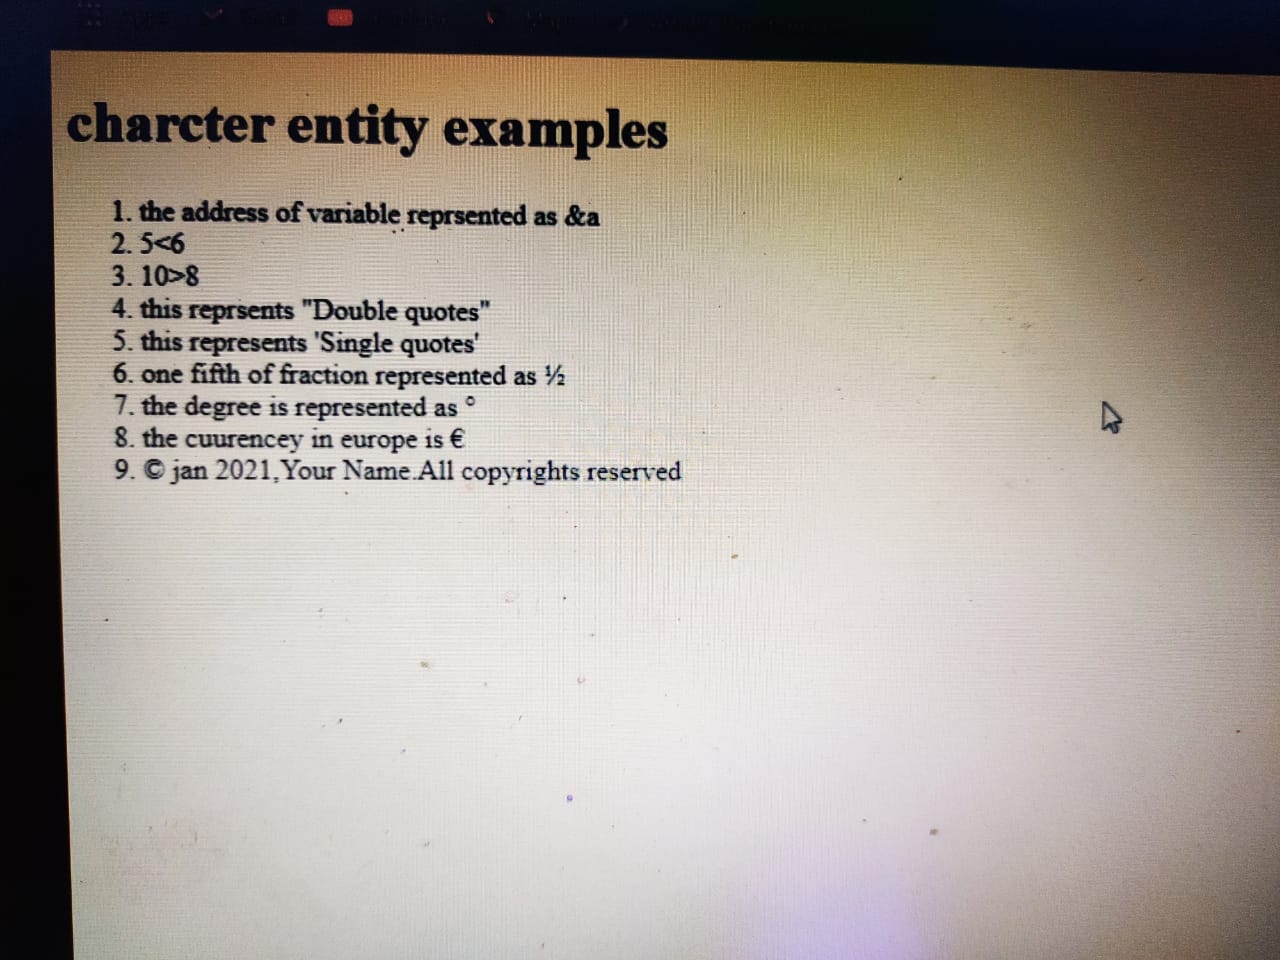 charcter entity examples
1. the address of variable reprsented as &a
2. 5<6
3. 10>8
4. this reprsents "Double quotes"
5. this represents 'Single quotes'
6. one fifth of fraction represented as ½
7. the degree is represented as °
8. the cuurencey in europe is €
9. © jan 2021,Your Name.All copyrights reserved